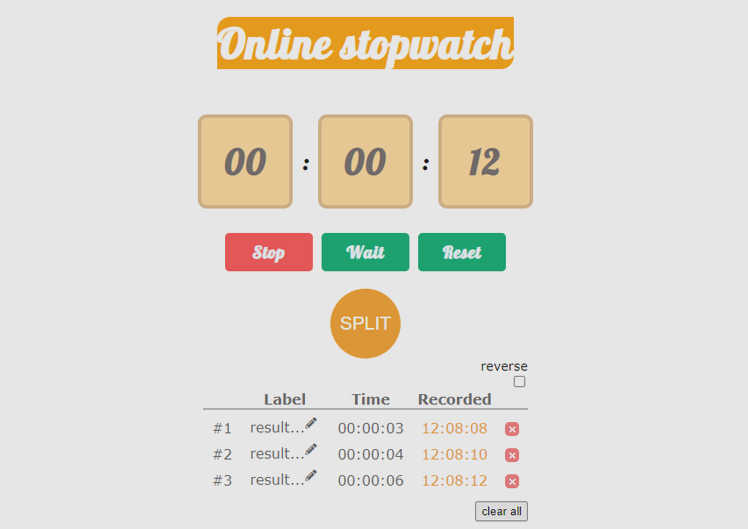 Online stopwatch
00 : 00 : 12
Stop Wait Reset
SPLIT
reverse
Label Time Recorded
#1 result... 00:00:03 12:08:08
#2 result... 00:00:04 12:08:10
#3 result... 00:00:06 12:08:12
clear all